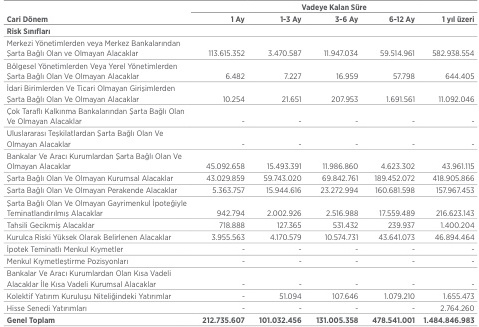 Vadeye Kalan Süre
Cari Dönem 1 Ay 1-3 Ay 3-6 Ay 6-12 Ay 1 yıl üzeri
Risk Sınıfları
Merkezi Yönetimlerden veya Merkez Bankalarından
Şarta Bağlı Olan ve Olmayan Alacaklar 113.615.352 3.470.587 11.947.034 59.514.961 582.938.554
Bölgesel Yönetimlerden Veya Yerel Yönetimlerden
Şarta Bağlı Olan Ve Olmayan Alacaklar 6.482 7.227 16.959 57.798 644.405
İdari Birimlerden Ve Ticari Olmayan Girişimlerden
Şarta Bağlı Olan Ve Olmayan Alacaklar 10.254 21.651 207.953 1.691.561 11.092.046
Çok Taraflı Kalkınma Bankalarından Şarta Bağlı Olan
Ve Olmayan Alacaklar - - - - -
Uluslararası Teşkilatlardan Şarta Bağlı Olan Ve
Olmayan Alacaklar - - - - -
Bankalar Ve Aracı Kurumlardan Şarta Bağlı Olan Ve
Olmayan Alacaklar 45.092.658 15.493.391 11.986.860 4.623.302 43.961.115
Şarta Bağlı Olan Ve Olmayan Kurumsal Alacaklar 43.029.859 59.743.020 69.842.761 189.452.072 418.905.866
Şarta Bağlı Olan Ve Olmayan Perakende Alacaklar 5.363.757 15.944.616 23.272.994 160.681.598 157.967.453
Şarta Bağlı Olan Ve Olmayan Gayrimenkul İpoteğiyle
Teminatlandırılmış Alacaklar 942.794 2.002.926 2.516.988 17.559.489 216.623.143
Tahsili Gecikmiş Alacaklar 718.888 127.365 531.432 239.937 1.400.204
Kurulca Riski Yüksek Olarak Belirlenen Alacaklar 3.955.563 4.170.579 10.574.731 43.641.073 46.894.464
İpotek Teminatlı Menkul Kıymetler - - - - -
Menkul Kıymetleştirme Pozisyonları - - - - -
Bankalar Ve Aracı Kurumlardan Olan Kısa Vadeli
Alacaklar İle Kısa Vadeli Kurumsal Alacaklar - - - - -
Kolektif Yatırım Kuruluşu Niteliğindeki Yatırımlar - 51.094 107.646 1.079.210 1.655.473
Hisse Senedi Yatırımları - - - - 2.764.260
Genel Toplam 212.735.607 101.032.456 131.005.358 478.541.001 1.484.846.983